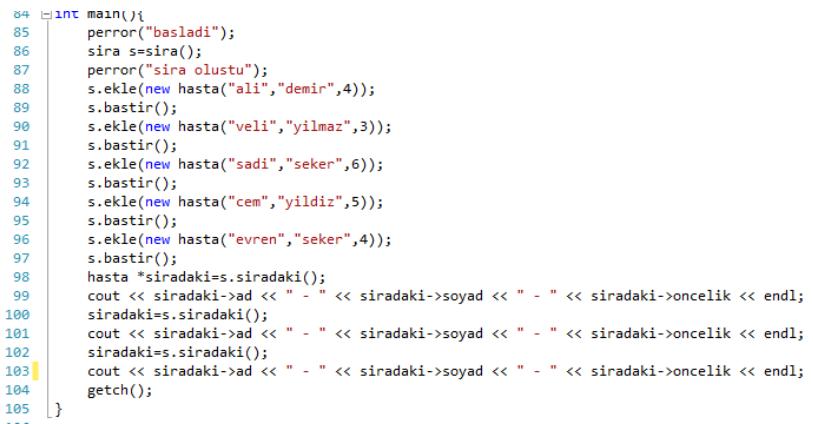 84 int main(){
85 perror("basladi");
86 sira s=sira();
87 perror("sira olustu");
88 s.ekle(new hasta("ali","demir",4));
89 s.bastir();
90 s.ekle(new hasta("veli","yilmaz",3));
91 s.bastir();
92 s.ekle(new hasta("sadi","seker",6));
93 s.bastir();
94 s.ekle(new hasta("cem","yildiz",5));
95 s.bastir();
96 s.ekle(new hasta("evren","seker",4));
97 s.bastir();
98 hasta *siradaki=s.siradaki();
99 cout << siradaki->ad << " - " << siradaki->soyad << " - " << siradaki->oncelik << endl;
100 siradaki=s.siradaki();
101 cout << siradaki->ad << " - " << siradaki->soyad << " - " << siradaki->oncelik << endl;
102 siradaki=s.siradaki();
103 cout << siradaki->ad << " - " << siradaki->soyad << " - " << siradaki->oncelik << endl;
104 getch();
105 }